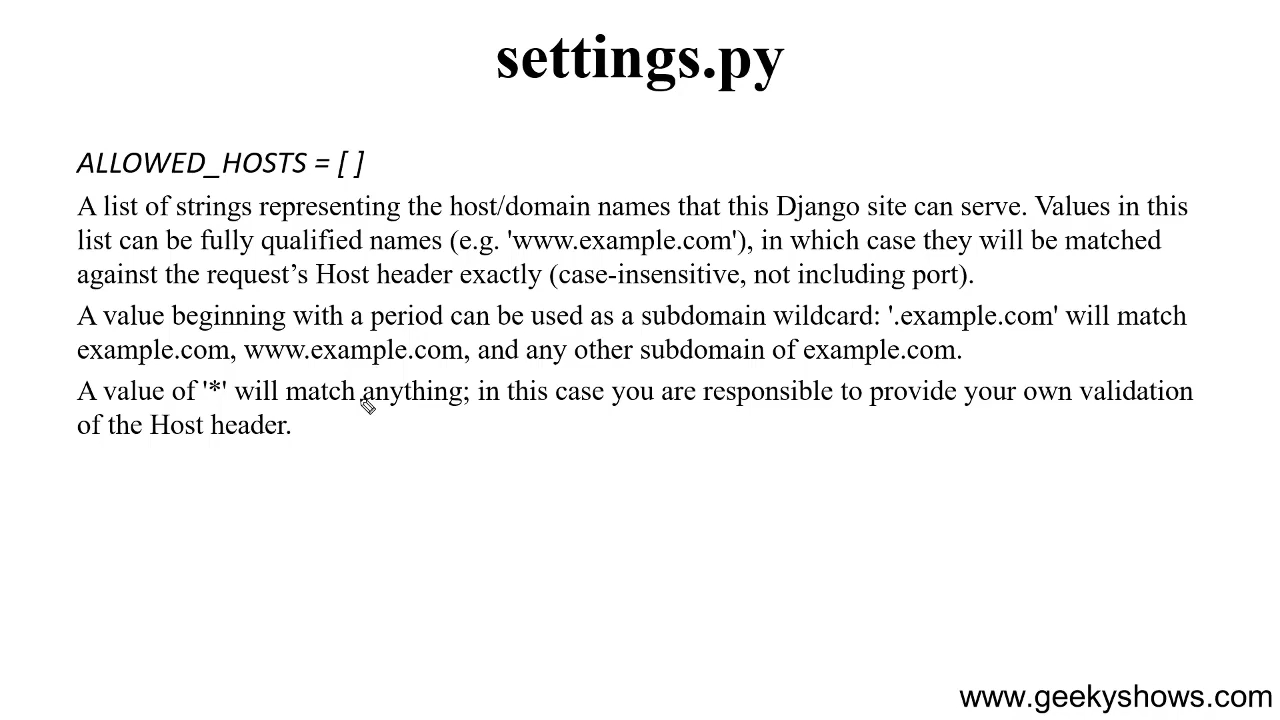 settings.py
ALLOWED_HOSTS = [ ]
A list of strings representing the host/domain names that this Django site can serve. Values in this
list can be fully qualified names (e.g. 'www.example.com'), in which case they will be matched
against the request’s Host header exactly (case-insensitive, not including port).
A value beginning with a period can be used as a subdomain wildcard: '.example.com' will match
example.com, www.example.com, and any other subdomain of example.com.
A value of '*' will match anything; in this case you are responsible to provide your own validation
of the Host header.
www.geekyshows.com